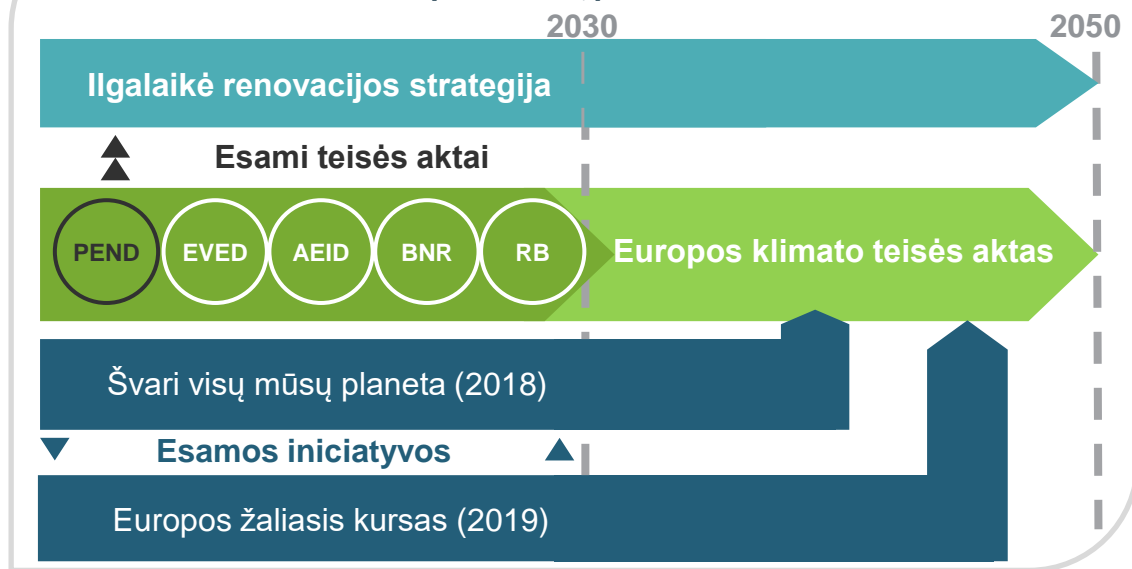 2030
2050
Ilgalaikė renovacijos strategija
Esami teisės aktai
PEND
EVED
AEID
BNR
RB
Europos klimato teisės aktas
Švari visų mūsų planeta (2018)
Esamos iniciatyvos
Europos žaliasis kursas (2019)